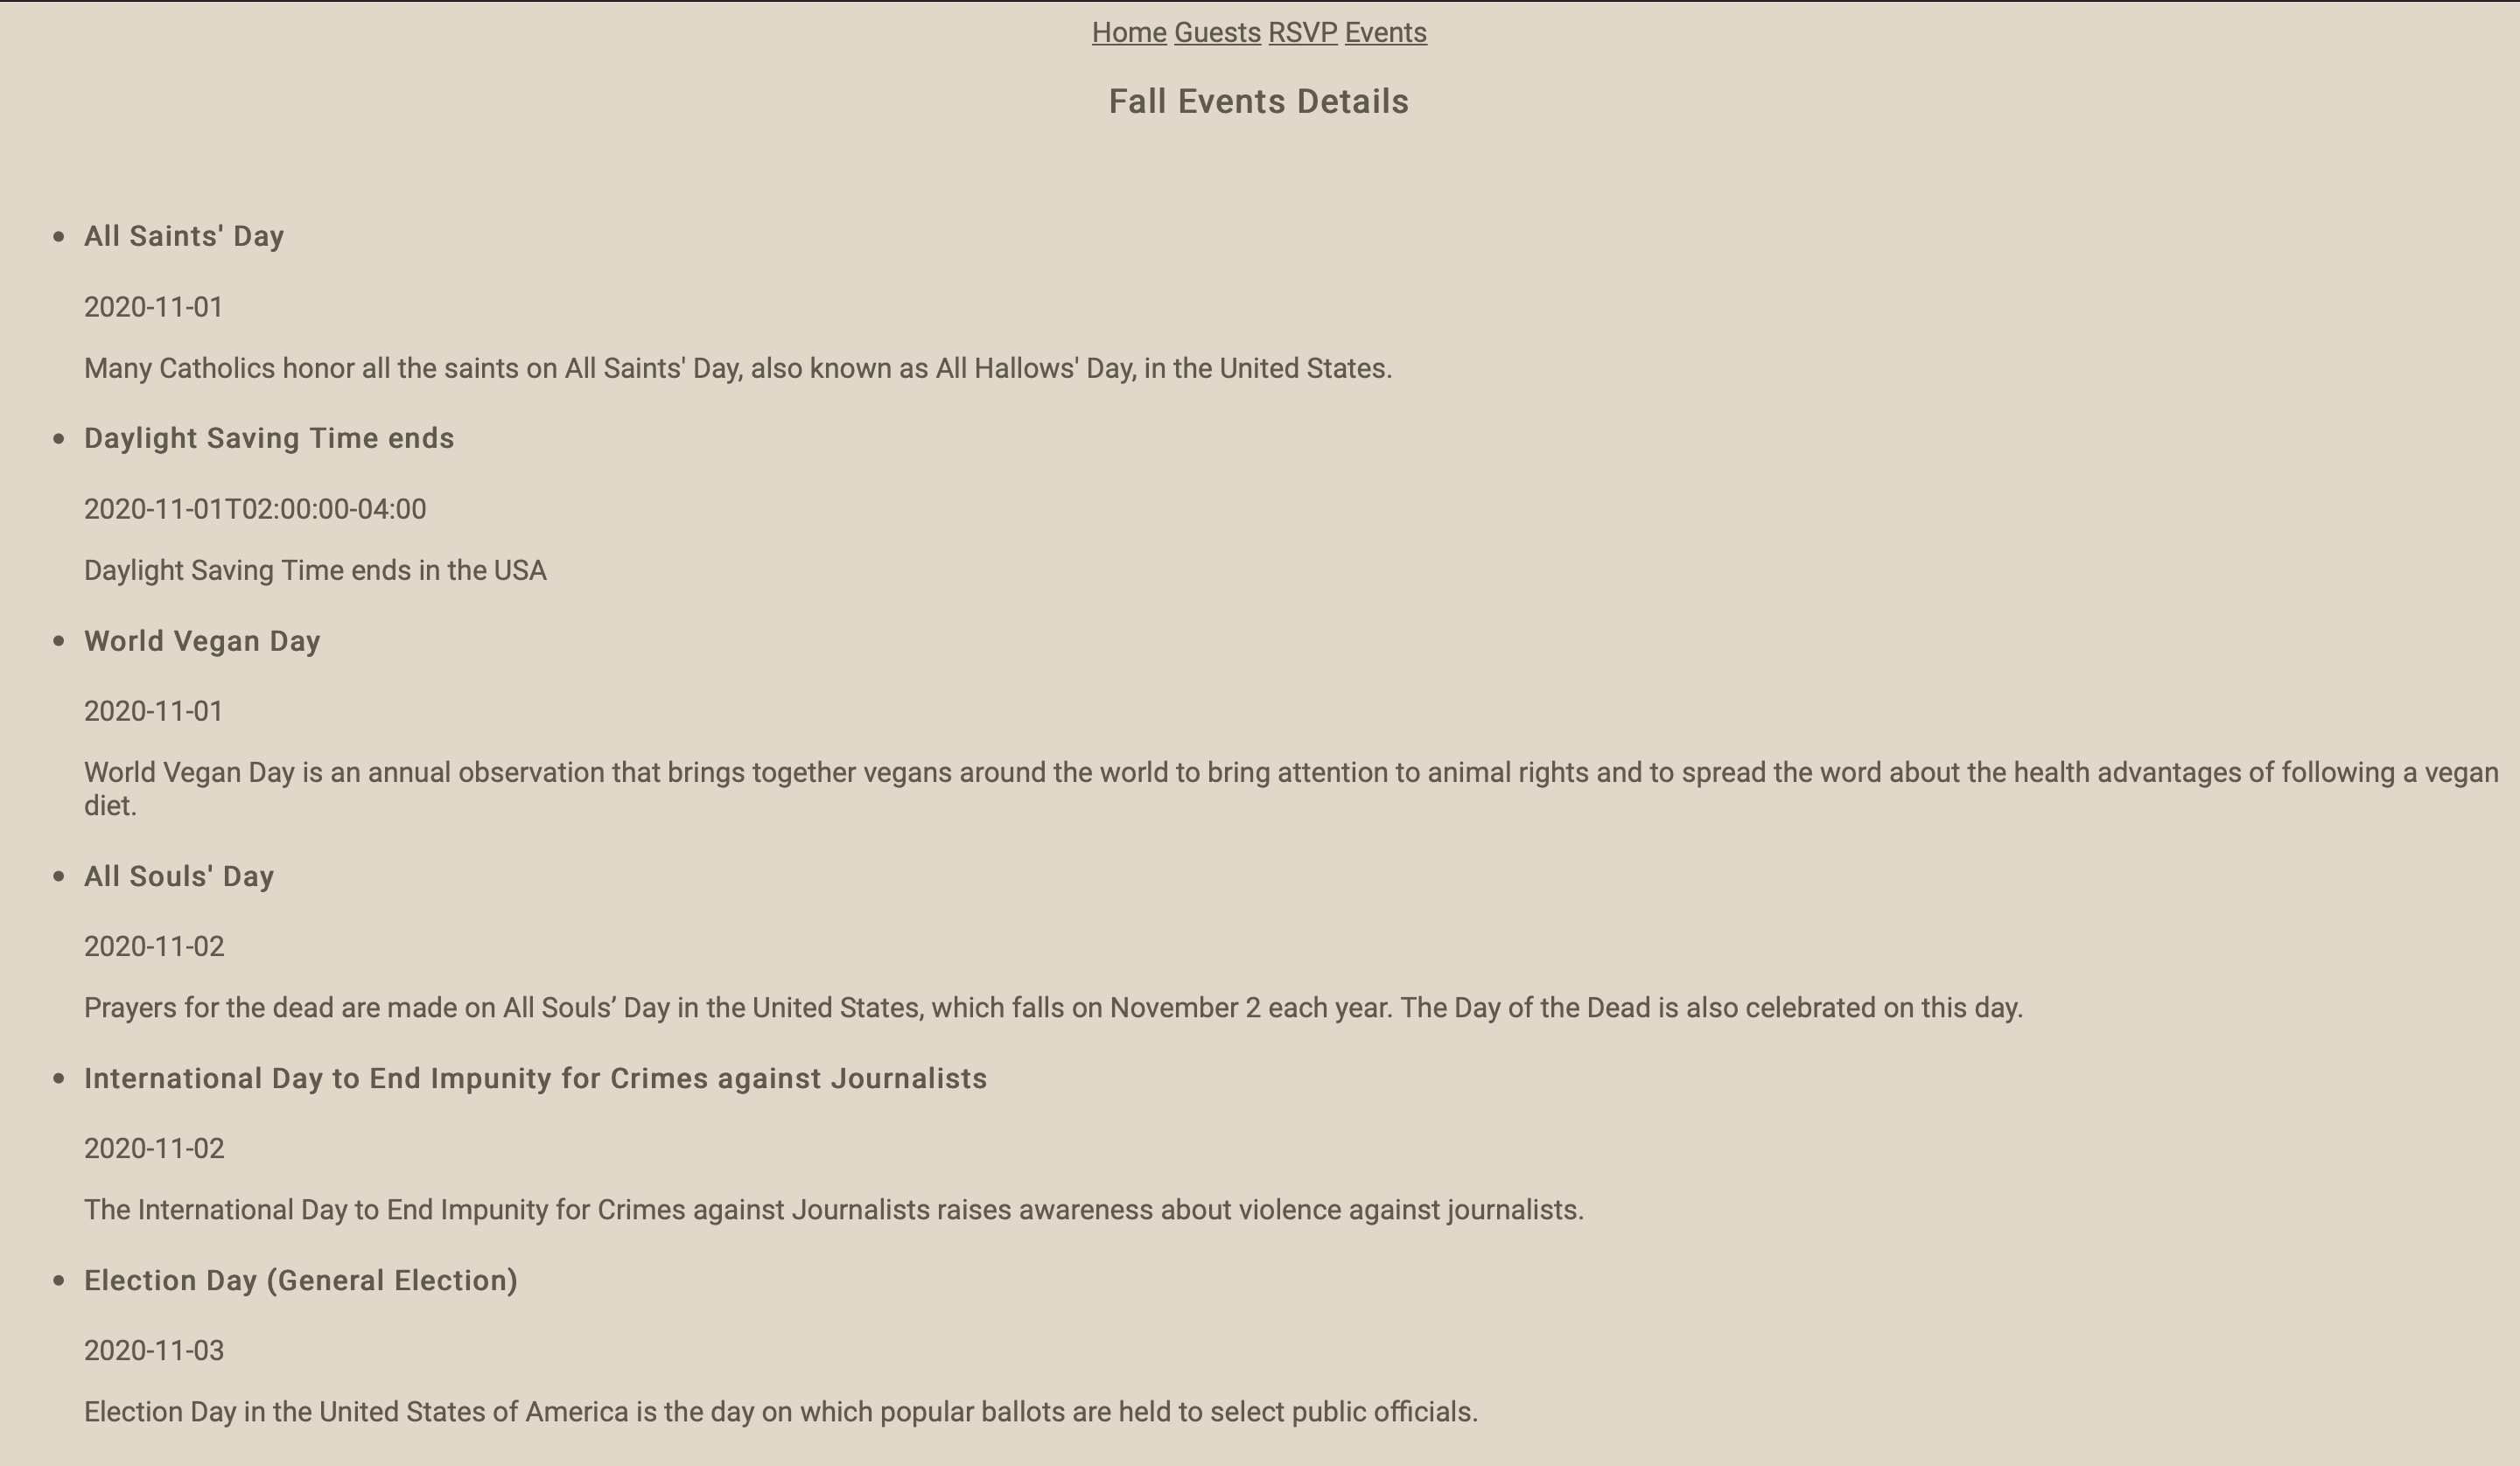 Home Guests RSVP Events
Fall Events Details
• All Saints' Day
2020-11-01
Many Catholics honor all the saints on All Saints' Day, also known as All Hallows' Day, in the United States.
• Daylight Saving Time ends
2020-11-01T02:00:00-04:00
Daylight Saving Time ends in the USA
• World Vegan Day
2020-11-01
World Vegan Day is an annual observation that brings together vegans around the world to bring attention to animal rights and to spread the word about the health advantages of following a vegan
diet.
• All Souls' Day
2020-11-02
Prayers for the dead are made on All Souls’ Day in the United States, which falls on November 2 each year. The Day of the Dead is also celebrated on this day.
• International Day to End Impunity for Crimes against Journalists
2020-11-02
The International Day to End Impunity for Crimes against Journalists raises awareness about violence against journalists.
• Election Day (General Election)
2020-11-03
Election Day in the United States of America is the day on which popular ballots are held to select public officials.